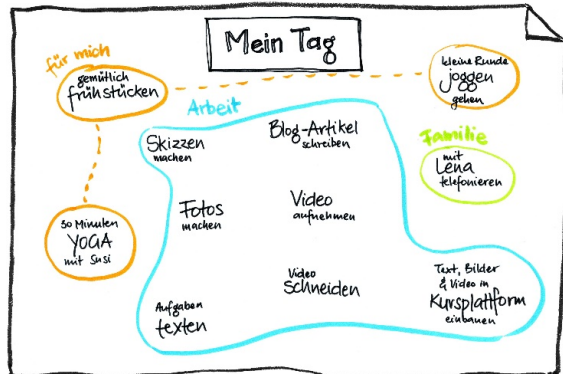 Mein Tag
für mich
gemütlich
frühstücken
kleine Runde
joggen
gehen
Arbeit
Skizzen
machen
Blog-Artikel
schreiben
Familie
mit
Lena
telefonieren
Fotos
machen
Video
aufnehmen
30 Minuten
YOGA
mit Susi
Video
schneiden
Text, Bilder
& Video in
Kursplattform
einbauen
Aufgaben
texten